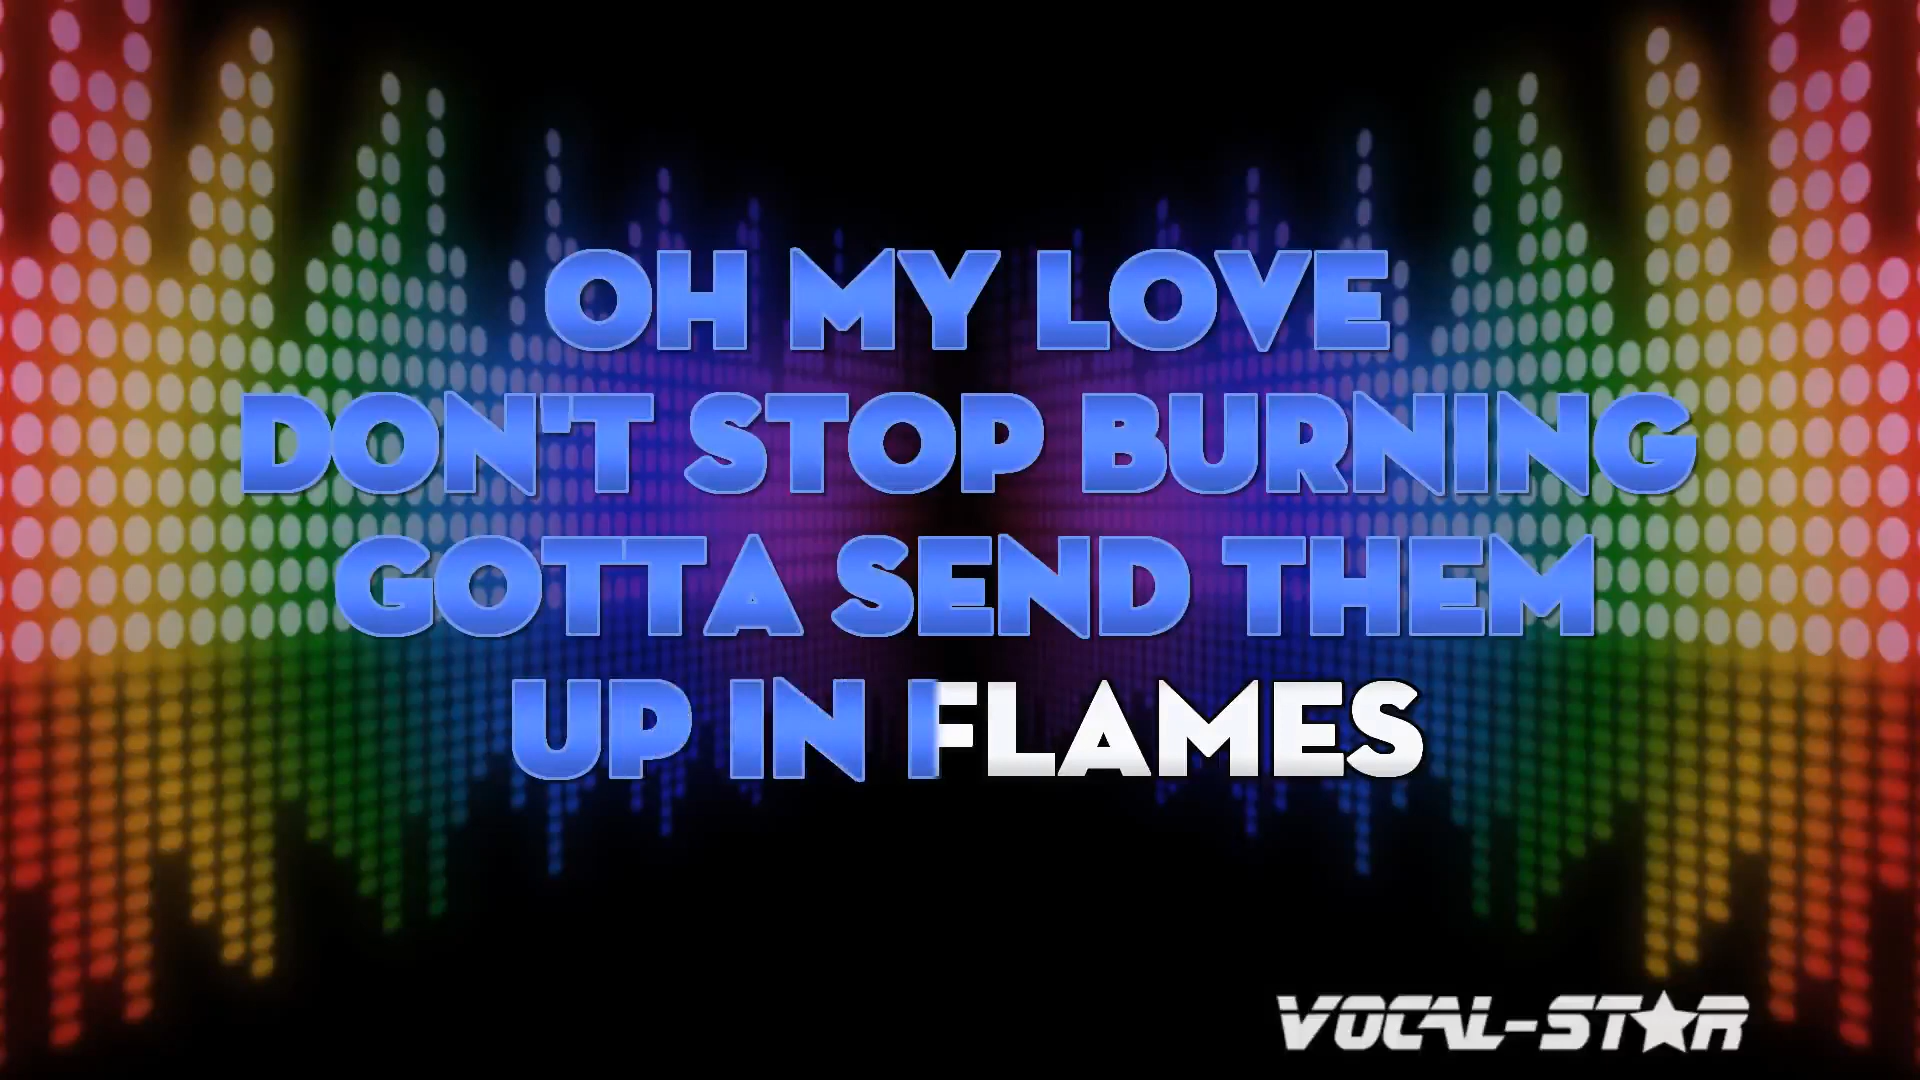 OH MY LOVE
DON'T STOP BURNING
GOTTA SEND THEM
UP IN FLAMES
VOCAL-STAR